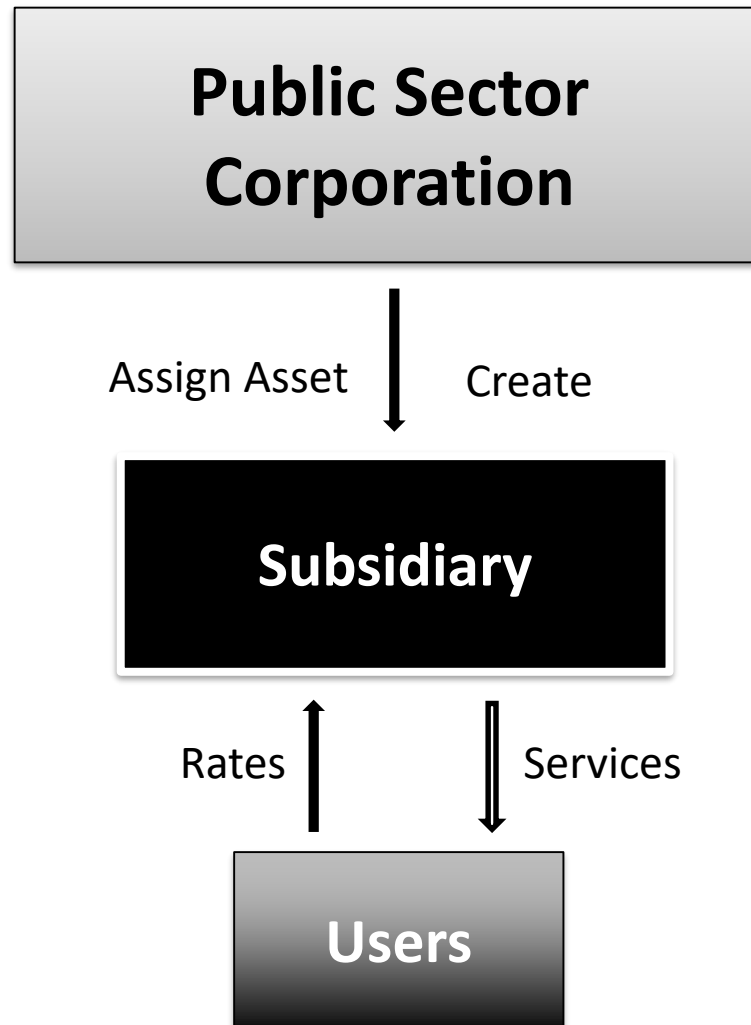 Public Sector
Corporation
Assign Asset
Create
Subsidiary
Rates
Services
Users